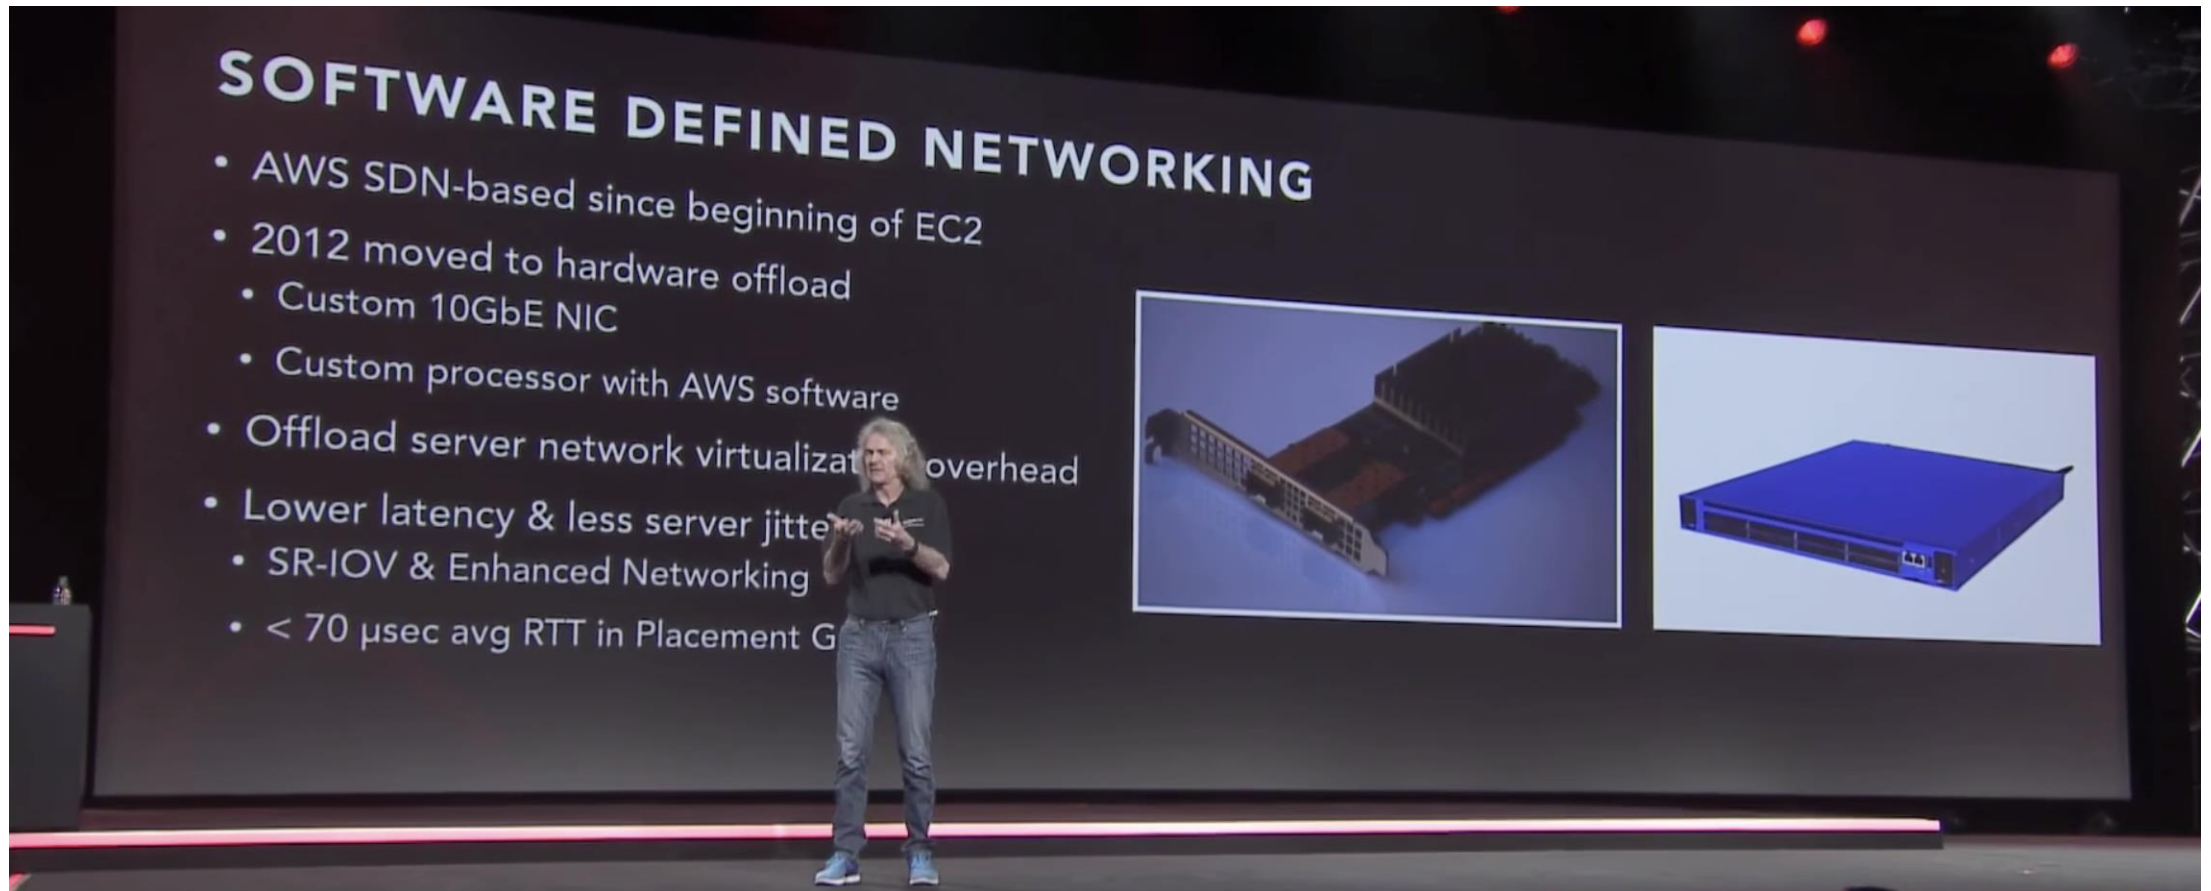 SOFTWARE DEFINED NETWORKING
• AWS SDN-based since beginning of EC2
• 2012 moved to hardware offload
• Custom 10GbE NIC
• Custom processor with AWS software
• Offload server network virtualizat overhead
• Lower latency & less server jitte
• SR-IOV & Enhanced Networking
• < 70 μsec avg RTT in Placement G